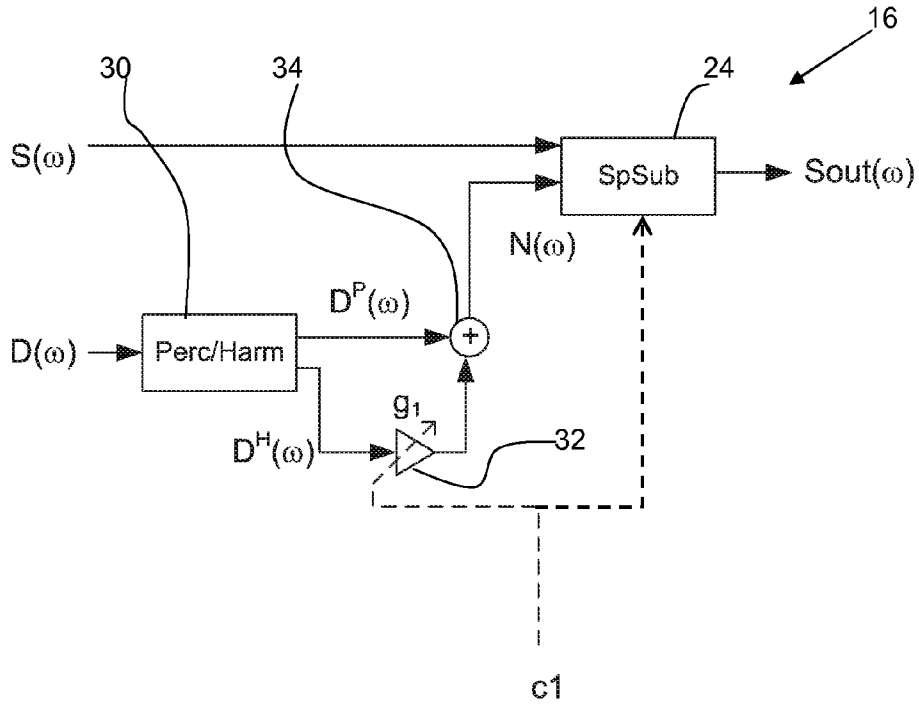 16
30
34
24
S(ω)
SpSub
Sout(ω)
N(ω)
D^P(ω)
D(ω)
Perc/Harm
+
g₁
D^H(ω)
32
c1